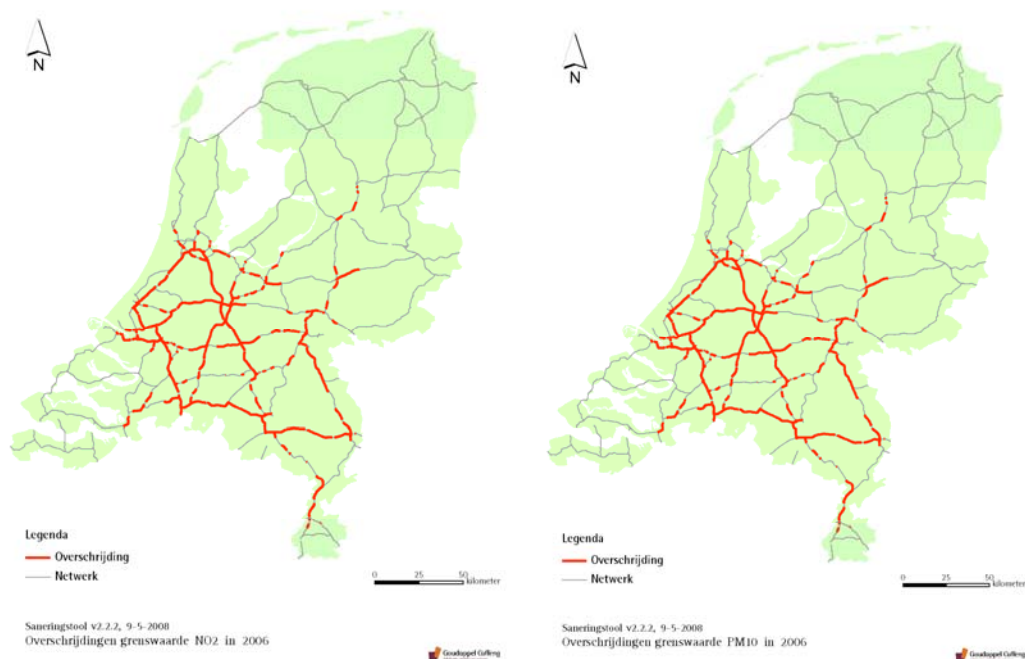 N
Legenda
Overschrijding
Netwerk
0 25 50
kilometer
Saneringstool v2.2.2, 9-5-2008
Overschrijdingen grenswaarde NO2 in 2006
Goudappel Coffeng
N
Legenda
Overschrijding
Netwerk
0 25 50
kilometer
Saneringstool v2.2.2, 9-5-2008
Overschrijdingen grenswaarde PM10 in 2006
Goudappel Coffeng